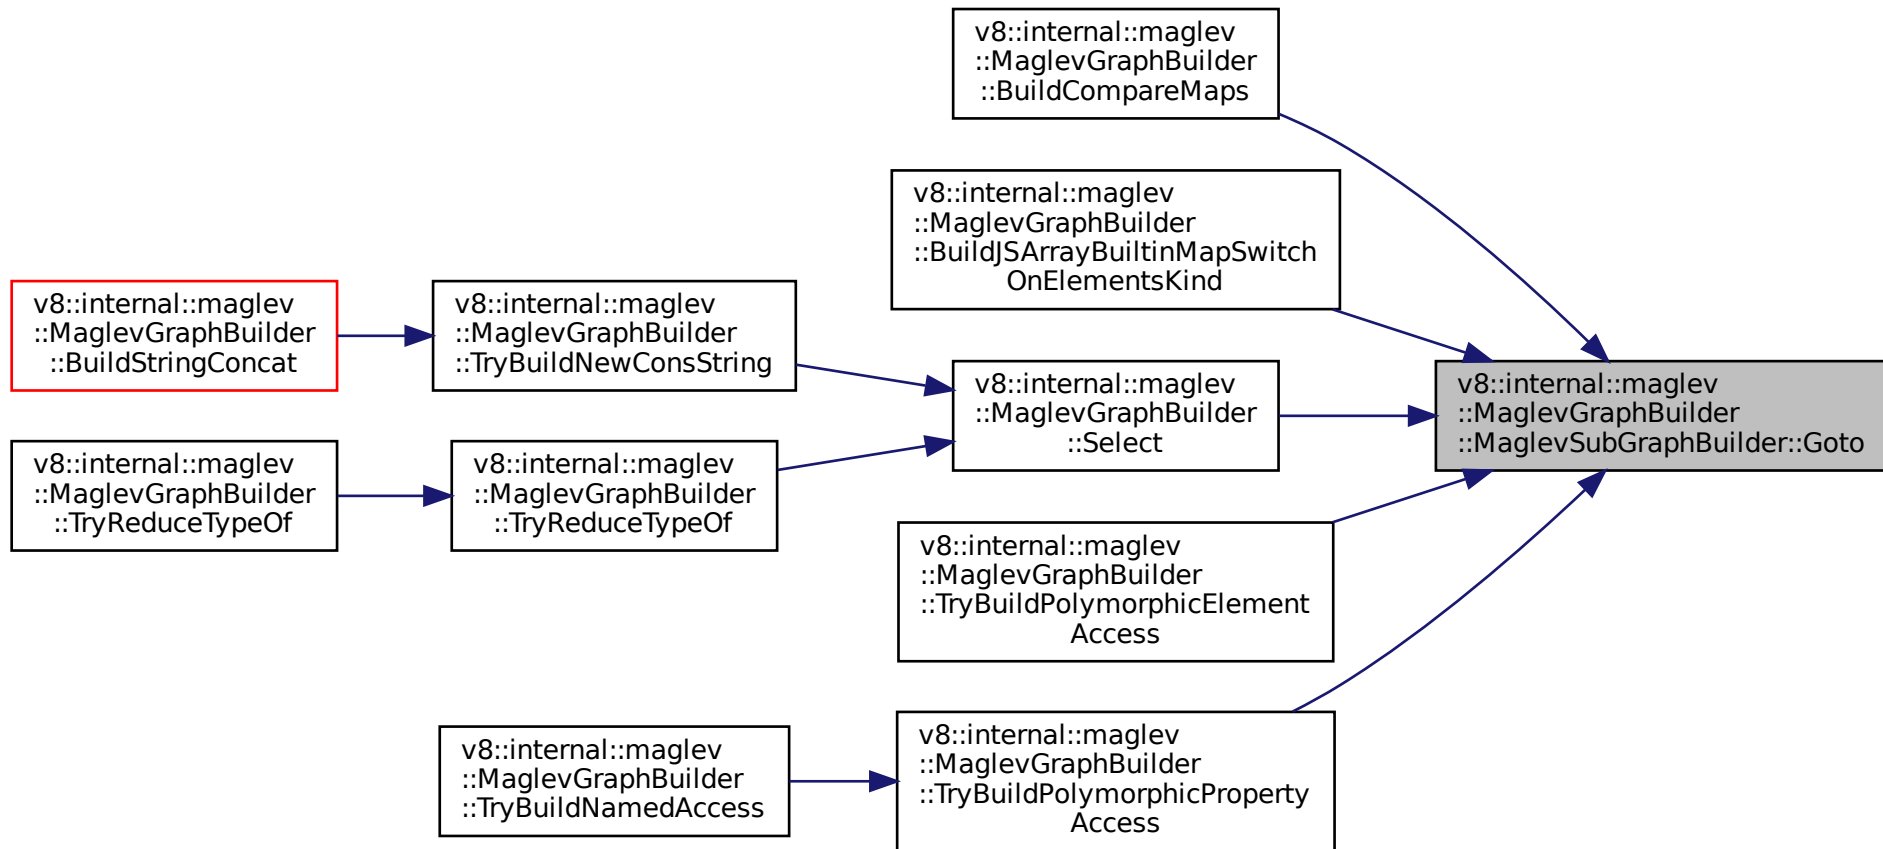 v8::internal::maglev
::MaglevGraphBuilder
::BuildCompareMaps
v8::internal::maglev
::MaglevGraphBuilder
::BuildJSArrayBuiltinMapSwitch
OnElementsKind
v8::internal::maglev
::MaglevGraphBuilder
::BuildStringConcat
v8::internal::maglev
::MaglevGraphBuilder
::TryBuildNewConsString
v8::internal::maglev
::MaglevGraphBuilder
::Select
v8::internal::maglev
::MaglevGraphBuilder
::MaglevSubGraphBuilder::Goto
v8::internal::maglev
::MaglevGraphBuilder
::TryReduceTypeOf
v8::internal::maglev
::MaglevGraphBuilder
::TryReduceTypeOf
v8::internal::maglev
::MaglevGraphBuilder
::TryBuildPolymorphicElement
Access
v8::internal::maglev
::MaglevGraphBuilder
::TryBuildNamedAccess
v8::internal::maglev
::MaglevGraphBuilder
::TryBuildPolymorphicProperty
Access